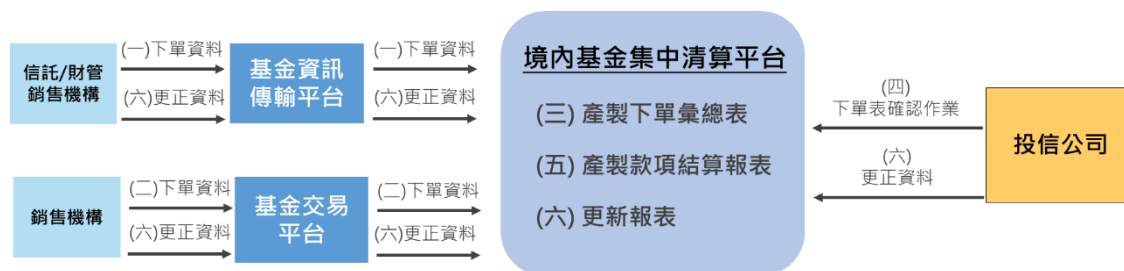 信託/財管
銷售機構
(一)下單資料
(六)更正資料
基金資訊
傳輸平台
(一)下單資料
(六)更正資料
銷售機構
(二)下單資料
(六)更正資料
基金交易
平台
(二)下單資料
(六)更正資料
境內基金集中清算平台
(三) 產製下單彙總表
(五) 產製款項結算報表
(六) 更新報表
(四)
下單表確認作業
(六)
更正資料
投信公司